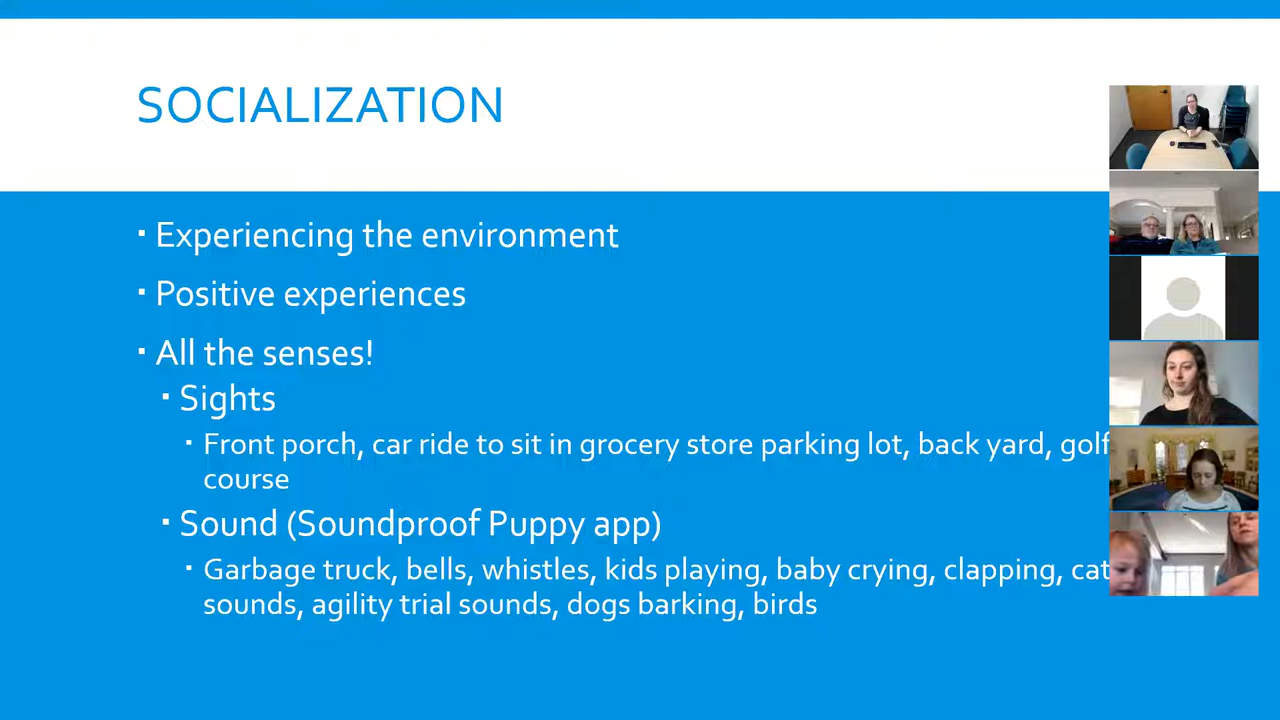 SOCIALIZATION
▪ Experiencing the environment
▪ Positive experiences
▪ All the senses!
▪ Sights
▪ Front porch, car ride to sit in grocery store parking lot, back yard, golf
course
▪ Sound (Soundproof Puppy app)
▪ Garbage truck, bells, whistles, kids playing, baby crying, clapping, cat
sounds, agility trial sounds, dogs barking, birds